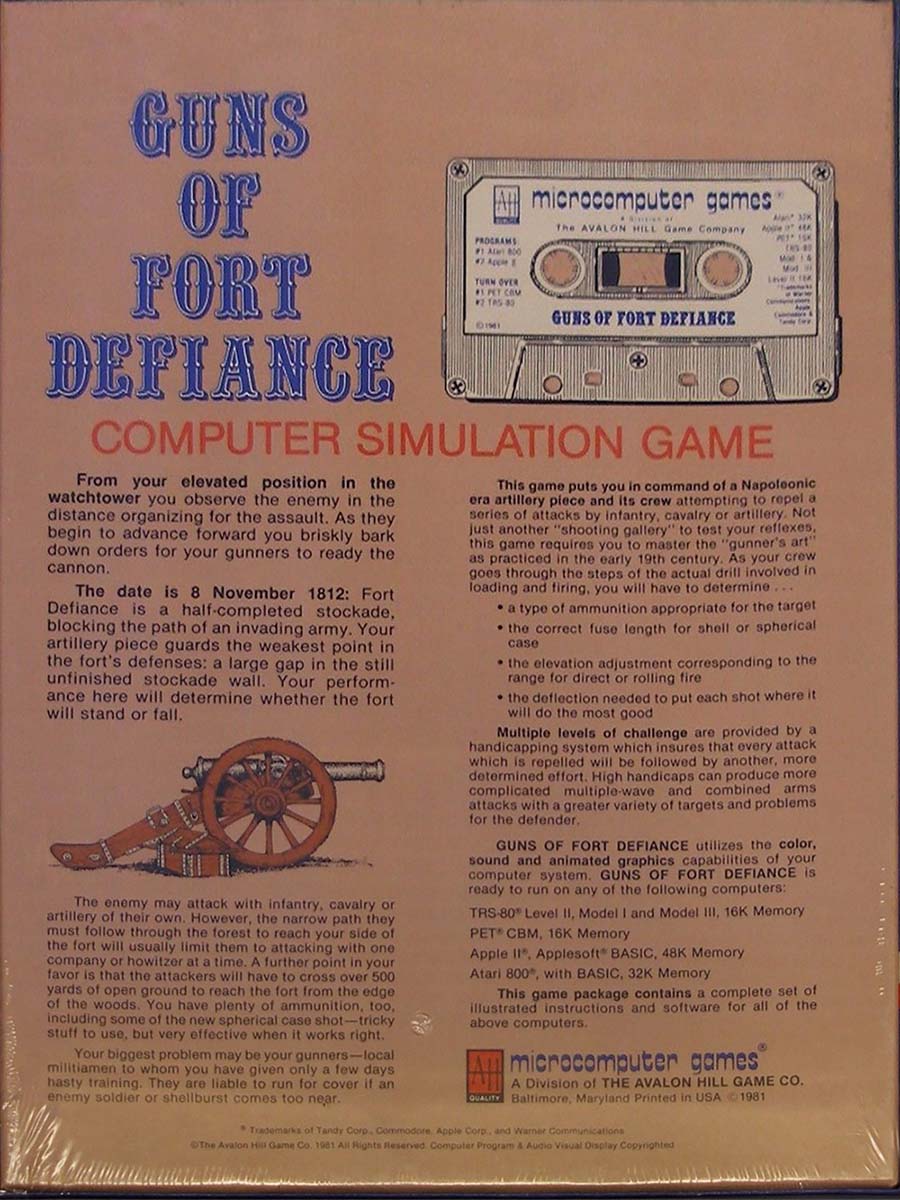 GUNS
OF
FORT
DEFIANCE
AH
QUALITY
microcomputer games®
A Division of
The AVALON HILL Game Company
PROGRAMS
#1 Atari 800
#2 Apple II
TURN OVER
#1 PET CBM
#2 TRS-80
©1981
Atari® 32K
Apple II® 48K
PET® 16K
TRS-80
Mod. I &
Mod. III
Level II 16K
Trademarks
of Warner
Communications,
Apple,
Commodore &
Tandy Corp.
GUNS OF FORT DEFIANCE
COMPUTER SIMULATION GAME
From your elevated position in the
watchtower you observe the enemy in the
distance organizing for the assault. As they
begin to advance forward you briskly bark
down orders for your gunners to ready the
cannon.
The date is 8 November 1812: Fort
Defiance is a half-completed stockade,
blocking the path of an invading army. Your
artillery piece guards the weakest point in
the fort's defenses: a large gap in the still
unfinished stockade wall. Your perform-
ance here will determine whether the fort
will stand or fall.
The enemy may attack with infantry, cavalry or
artillery of their own. However, the narrow path they
must follow through the forest to reach your side of
the fort will usually limit them to attacking with one
company or howitzer at a time. A further point in your
favor is that the attackers will have to cross over 500
yards of open ground to reach the fort from the edge
of the woods. You have plenty of ammunition, too,
including some of the new spherical case shot—tricky
stuff to use, but very effective when it works right.
Your biggest problem may be your gunners—local
militiamen to whom you have given only a few days
hasty training. They are liable to run for cover if an
enemy soldier or shellburst comes too near.
This game puts you in command of a Napoleonic
era artillery piece and its crew attempting to repel a
series of attacks by infantry, cavalry or artillery. Not
just another "shooting gallery" to test your reflexes,
this game requires you to master the "gunner's art"
as practiced in the early 19th century. As your crew
goes through the steps of the actual drill involved in
loading and firing, you will have to determine . . .
• a type of ammunition appropriate for the target
• the correct fuse length for shell or spherical
case
• the elevation adjustment corresponding to the
range for direct or rolling fire
• the deflection needed to put each shot where it
will do the most good
Multiple levels of challenge are provided by a
handicapping system which insures that every attack
which is repelled will be followed by another, more
determined effort. High handicaps can produce more
complicated multiple-wave and combined arms
attacks with a greater variety of targets and problems
for the defender.
GUNS OF FORT DEFIANCE utilizes the color,
sound and animated graphics capabilities of your
computer system. GUNS OF FORT DEFIANCE is
ready to run on any of the following computers:
TRS-80® Level II, Model I and Model III, 16K Memory
PET® CBM, 16K Memory
Apple II®, Applesoft® BASIC, 48K Memory
Atari 800®, with BASIC, 32K Memory
This game package contains a complete set of
illustrated instructions and software for all of the
above computers.
AH
QUALITY
microcomputer games®
A Division of THE AVALON HILL GAME CO.
Baltimore, Maryland Printed in USA ©1981
® Trademarks of Tandy Corp., Commodore, Apple Corp., and Warner Communications
©The Avalon Hill Game Co. 1981 All Rights Reserved. Computer Program & Audio Visual Display Copyrighted